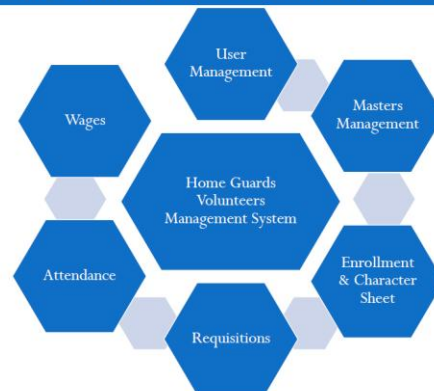 User
Management
Masters
Management
Wages
Home Guards
Volunteers
Management System
Enrollment
& Character
Sheet
Attendance
Requisitions